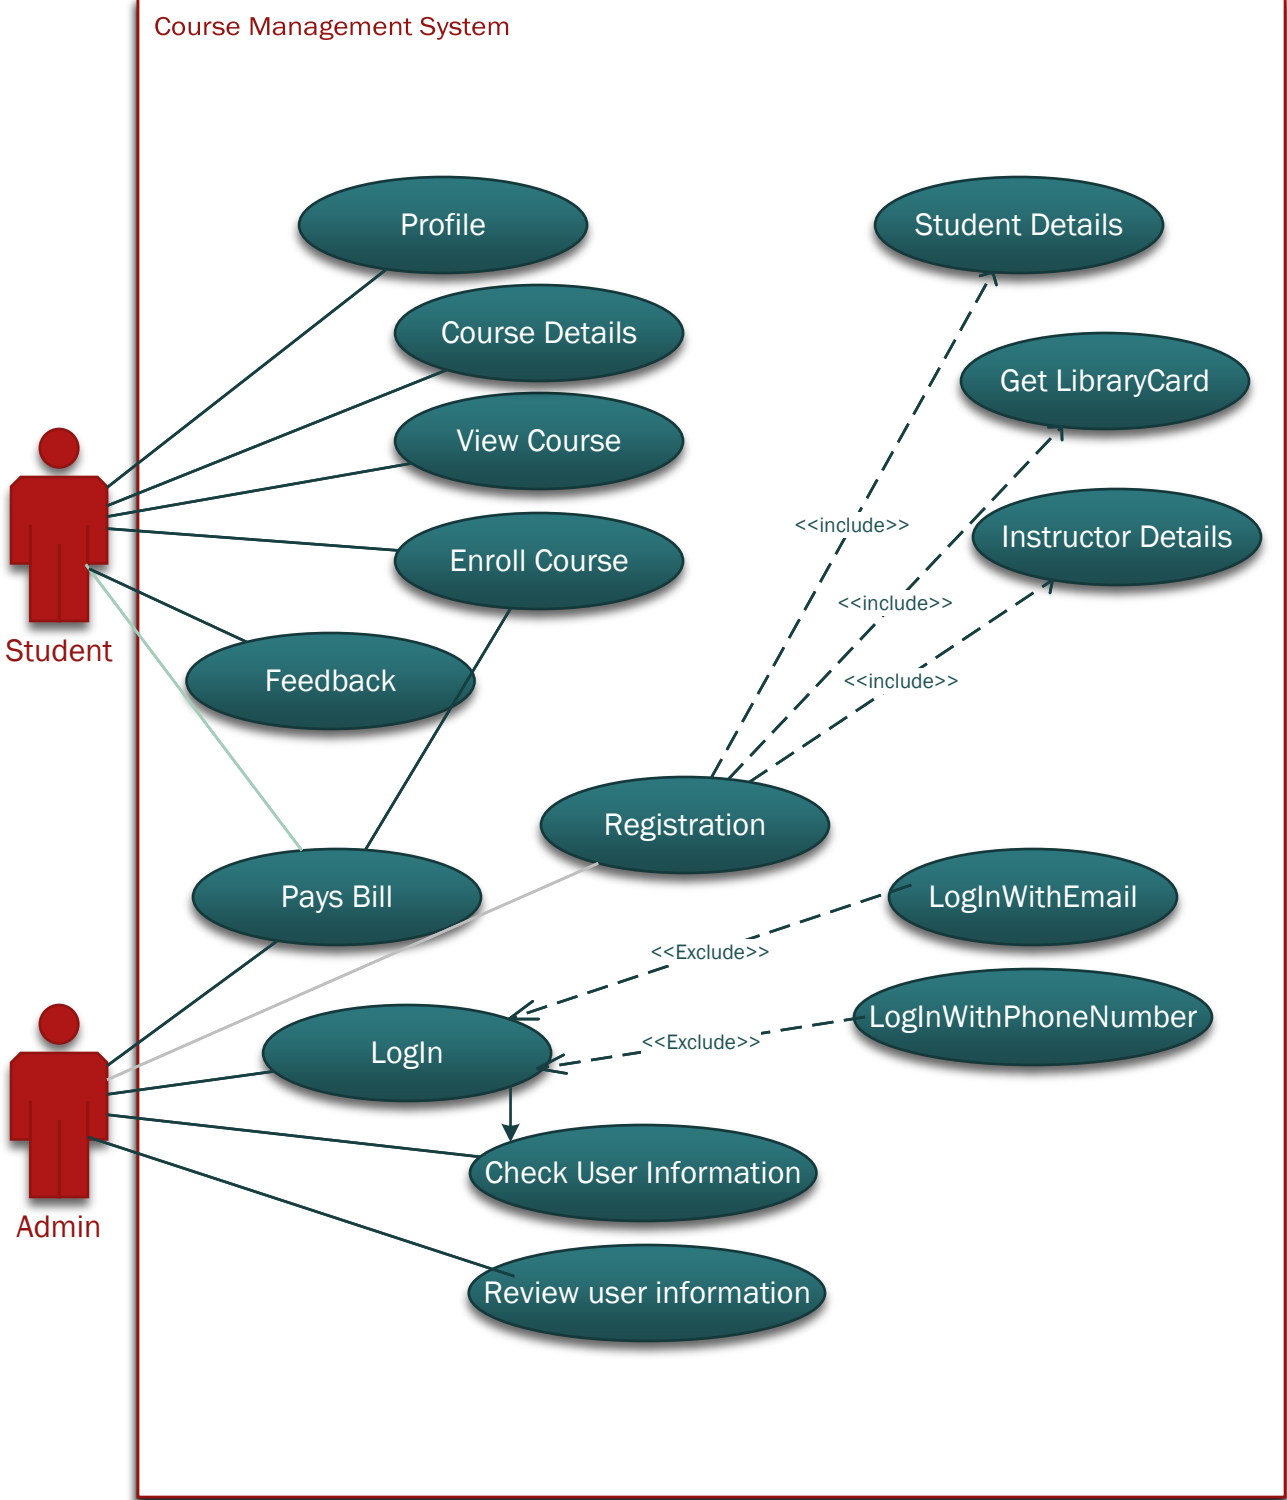 Course Management System
Profile
Student Details
Course Details
Get LibraryCard
View Course
<<include>>
Instructor Details
Enroll Course
<<include>>
Student
Feedback
<<include>>
Registration
Pays Bill
LogInWithEmail
<<Exclude>>
LogInWithPhoneNumber
<<Exclude>>
LogIn
Check User Information
Admin
Review user information